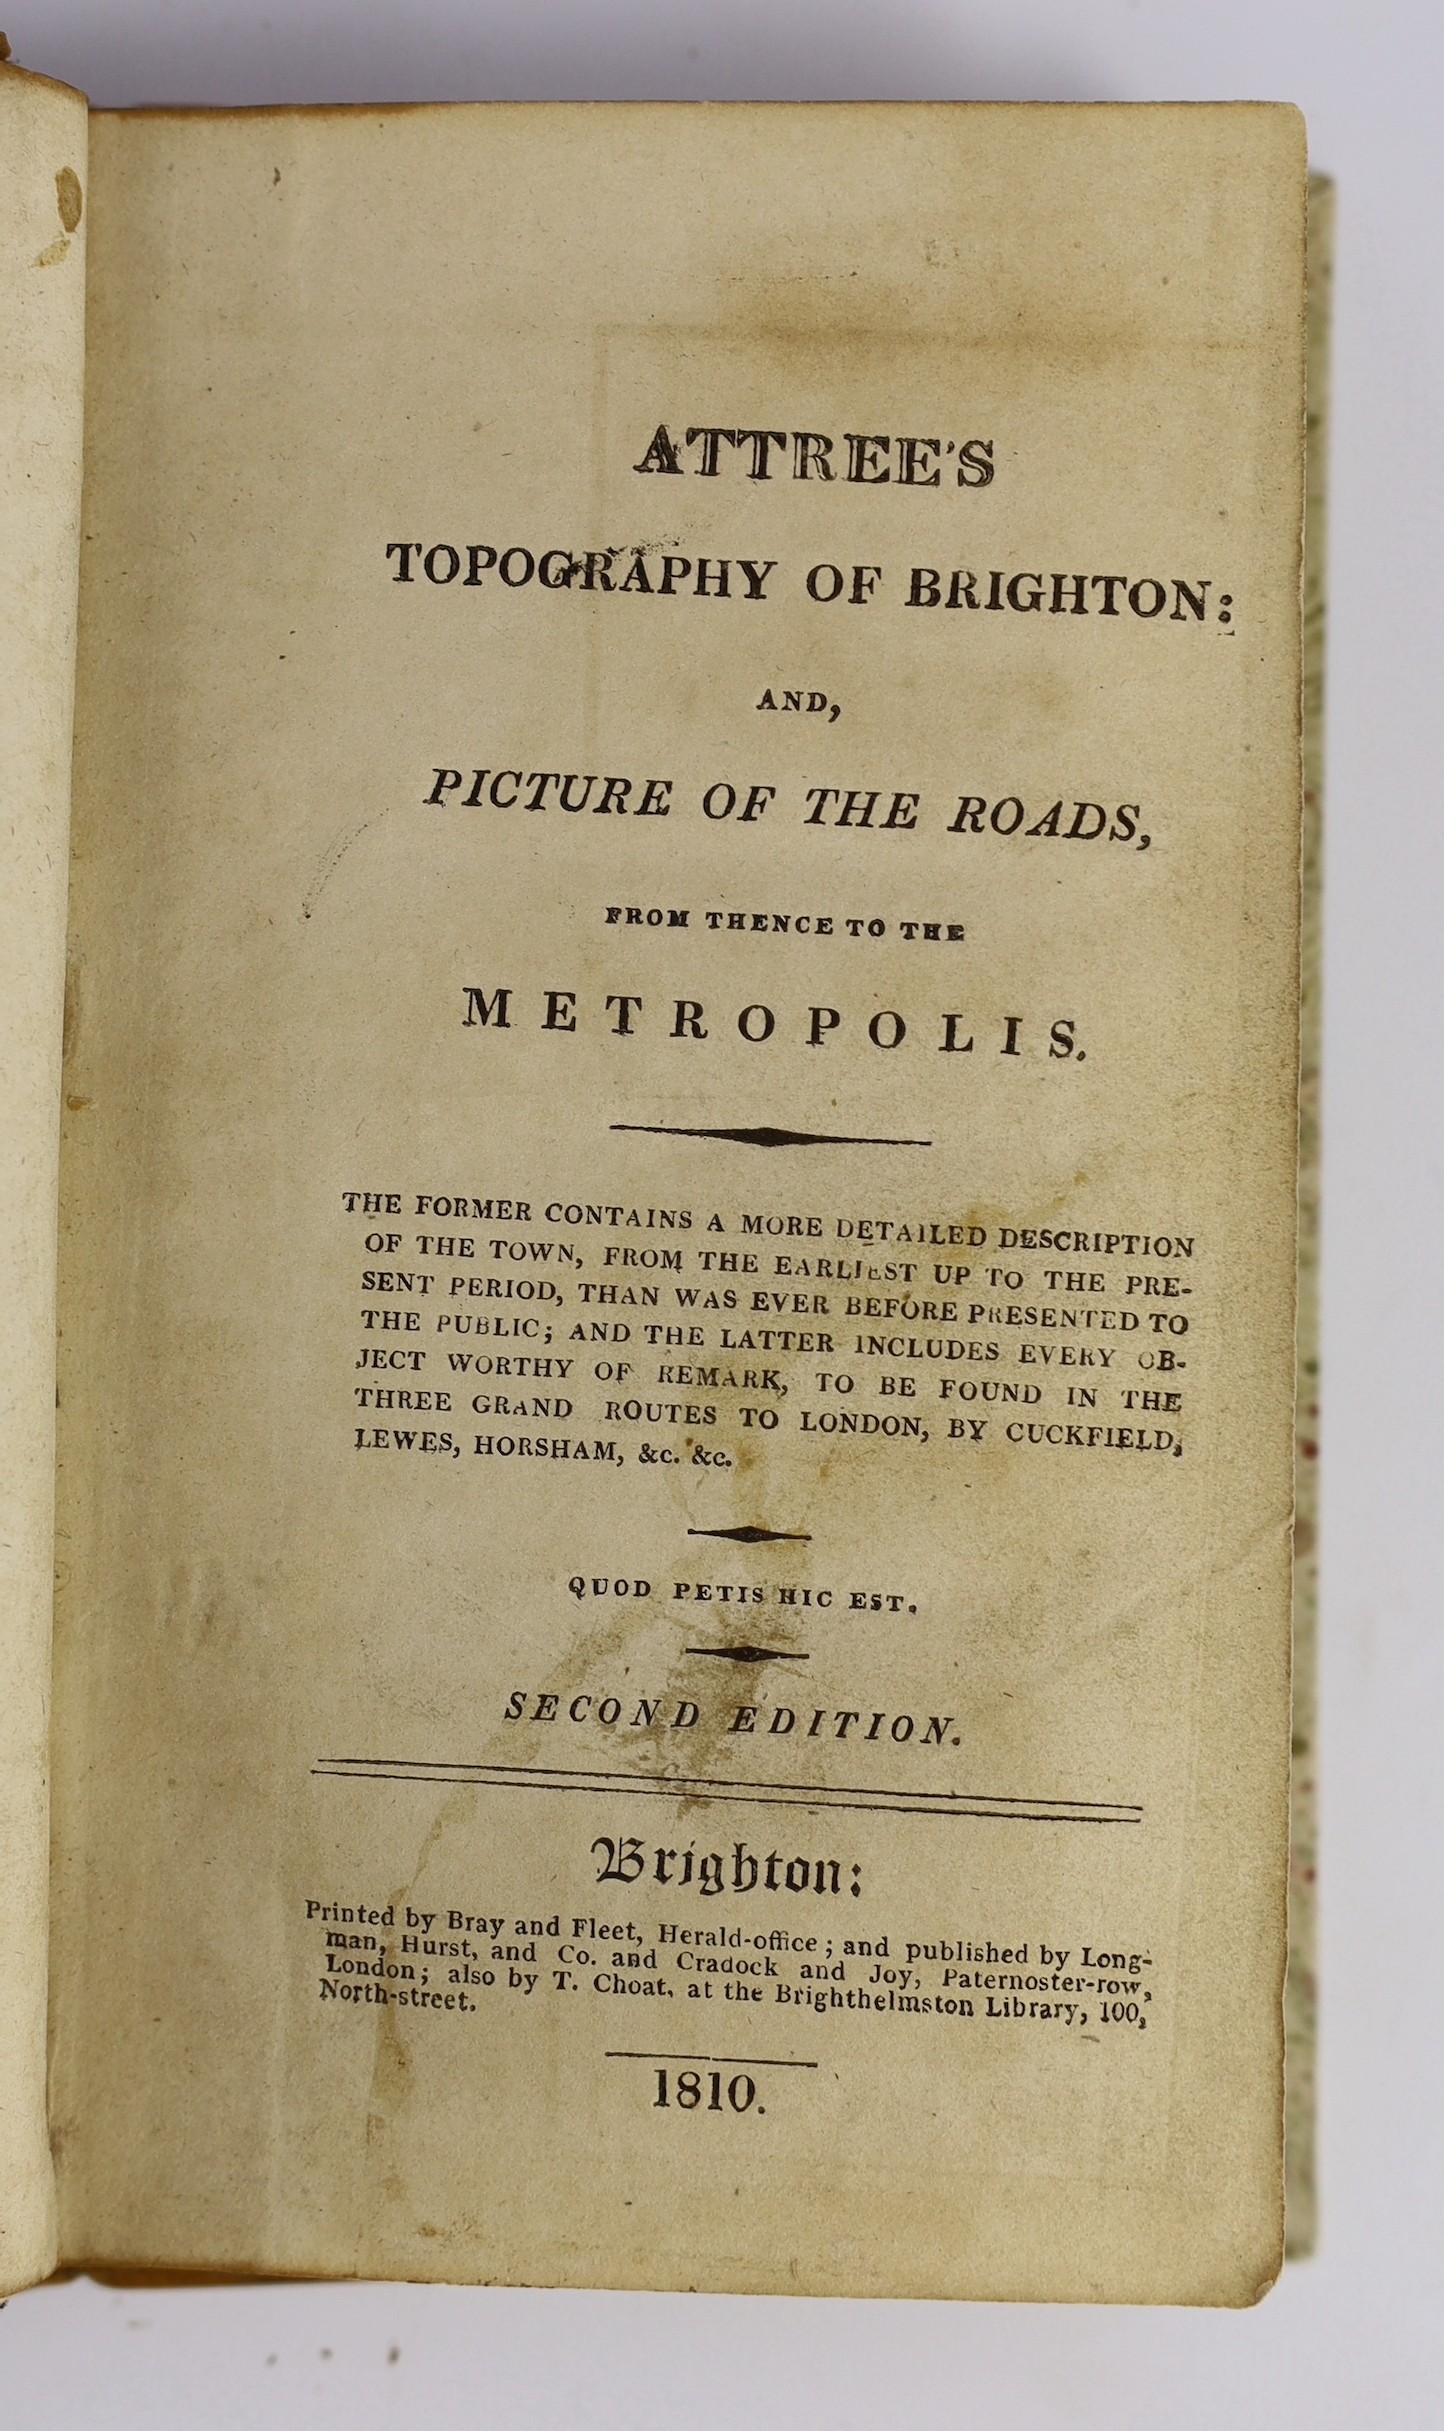 ATTREE'S
TOPOGRAPHY OF BRIGHTON:
AND,
PICTURE OF THE ROADS,
FROM THENCE TO THE
METROPOLIS.
THE FORMER CONTAINS A MORE DETAILED DESCRIPTION
OF THE TOWN, FROM THE EARLIEST UP TO THE PRE-
SENT PERIOD, THAN WAS EVER BEFORE PRESENTED TO
THE PUBLIC; AND THE LATTER INCLUDES EVERY OB-
JECT WORTHY OF REMARK, TO BE FOUND IN THE
THREE GRAND ROUTES TO LONDON, BY CUCKFIELD,
LEWES, HORSHAM, &c. &c.
QUOD PETIS HIC EST.
SECOND EDITION.
Brighton:
Printed by Bray and Fleet, Herald-office; and published by Long-
man, Hurst, and Co. and Cradock and Joy, Paternoster-row,
London; also by T. Choat, at the Brighthelmston Library, 100,
North-street.
1810.